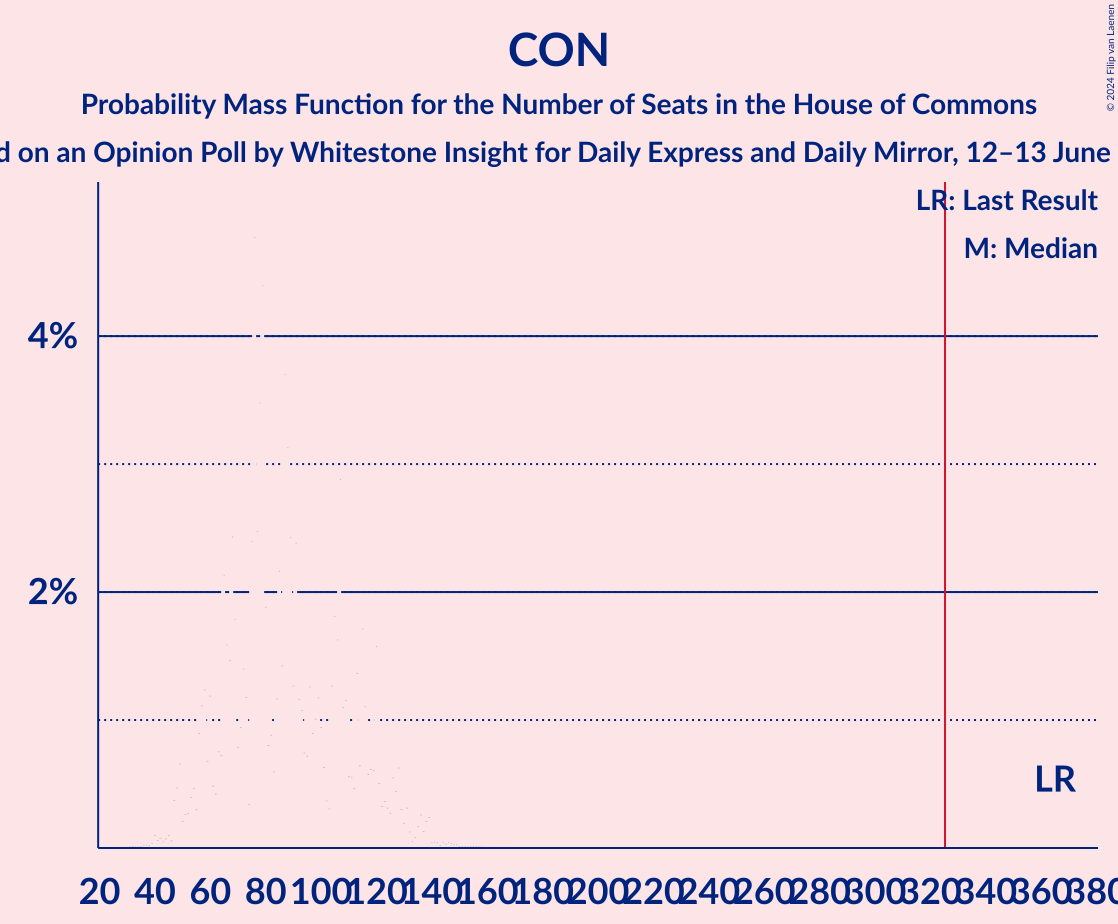 CON
Probability Mass Function for the Number of Seats in the House of Commons
on an Opinion Poll by Whitestone Insight for Daily Express and Daily Mirror, 12–13 June
© 2024 Filip van Laenen
LR: Last Result
M: Median
4%
2%
LR
20 40 60 80 100 120 140 160 180 200 220 240 260 280 300 320 340 360 380